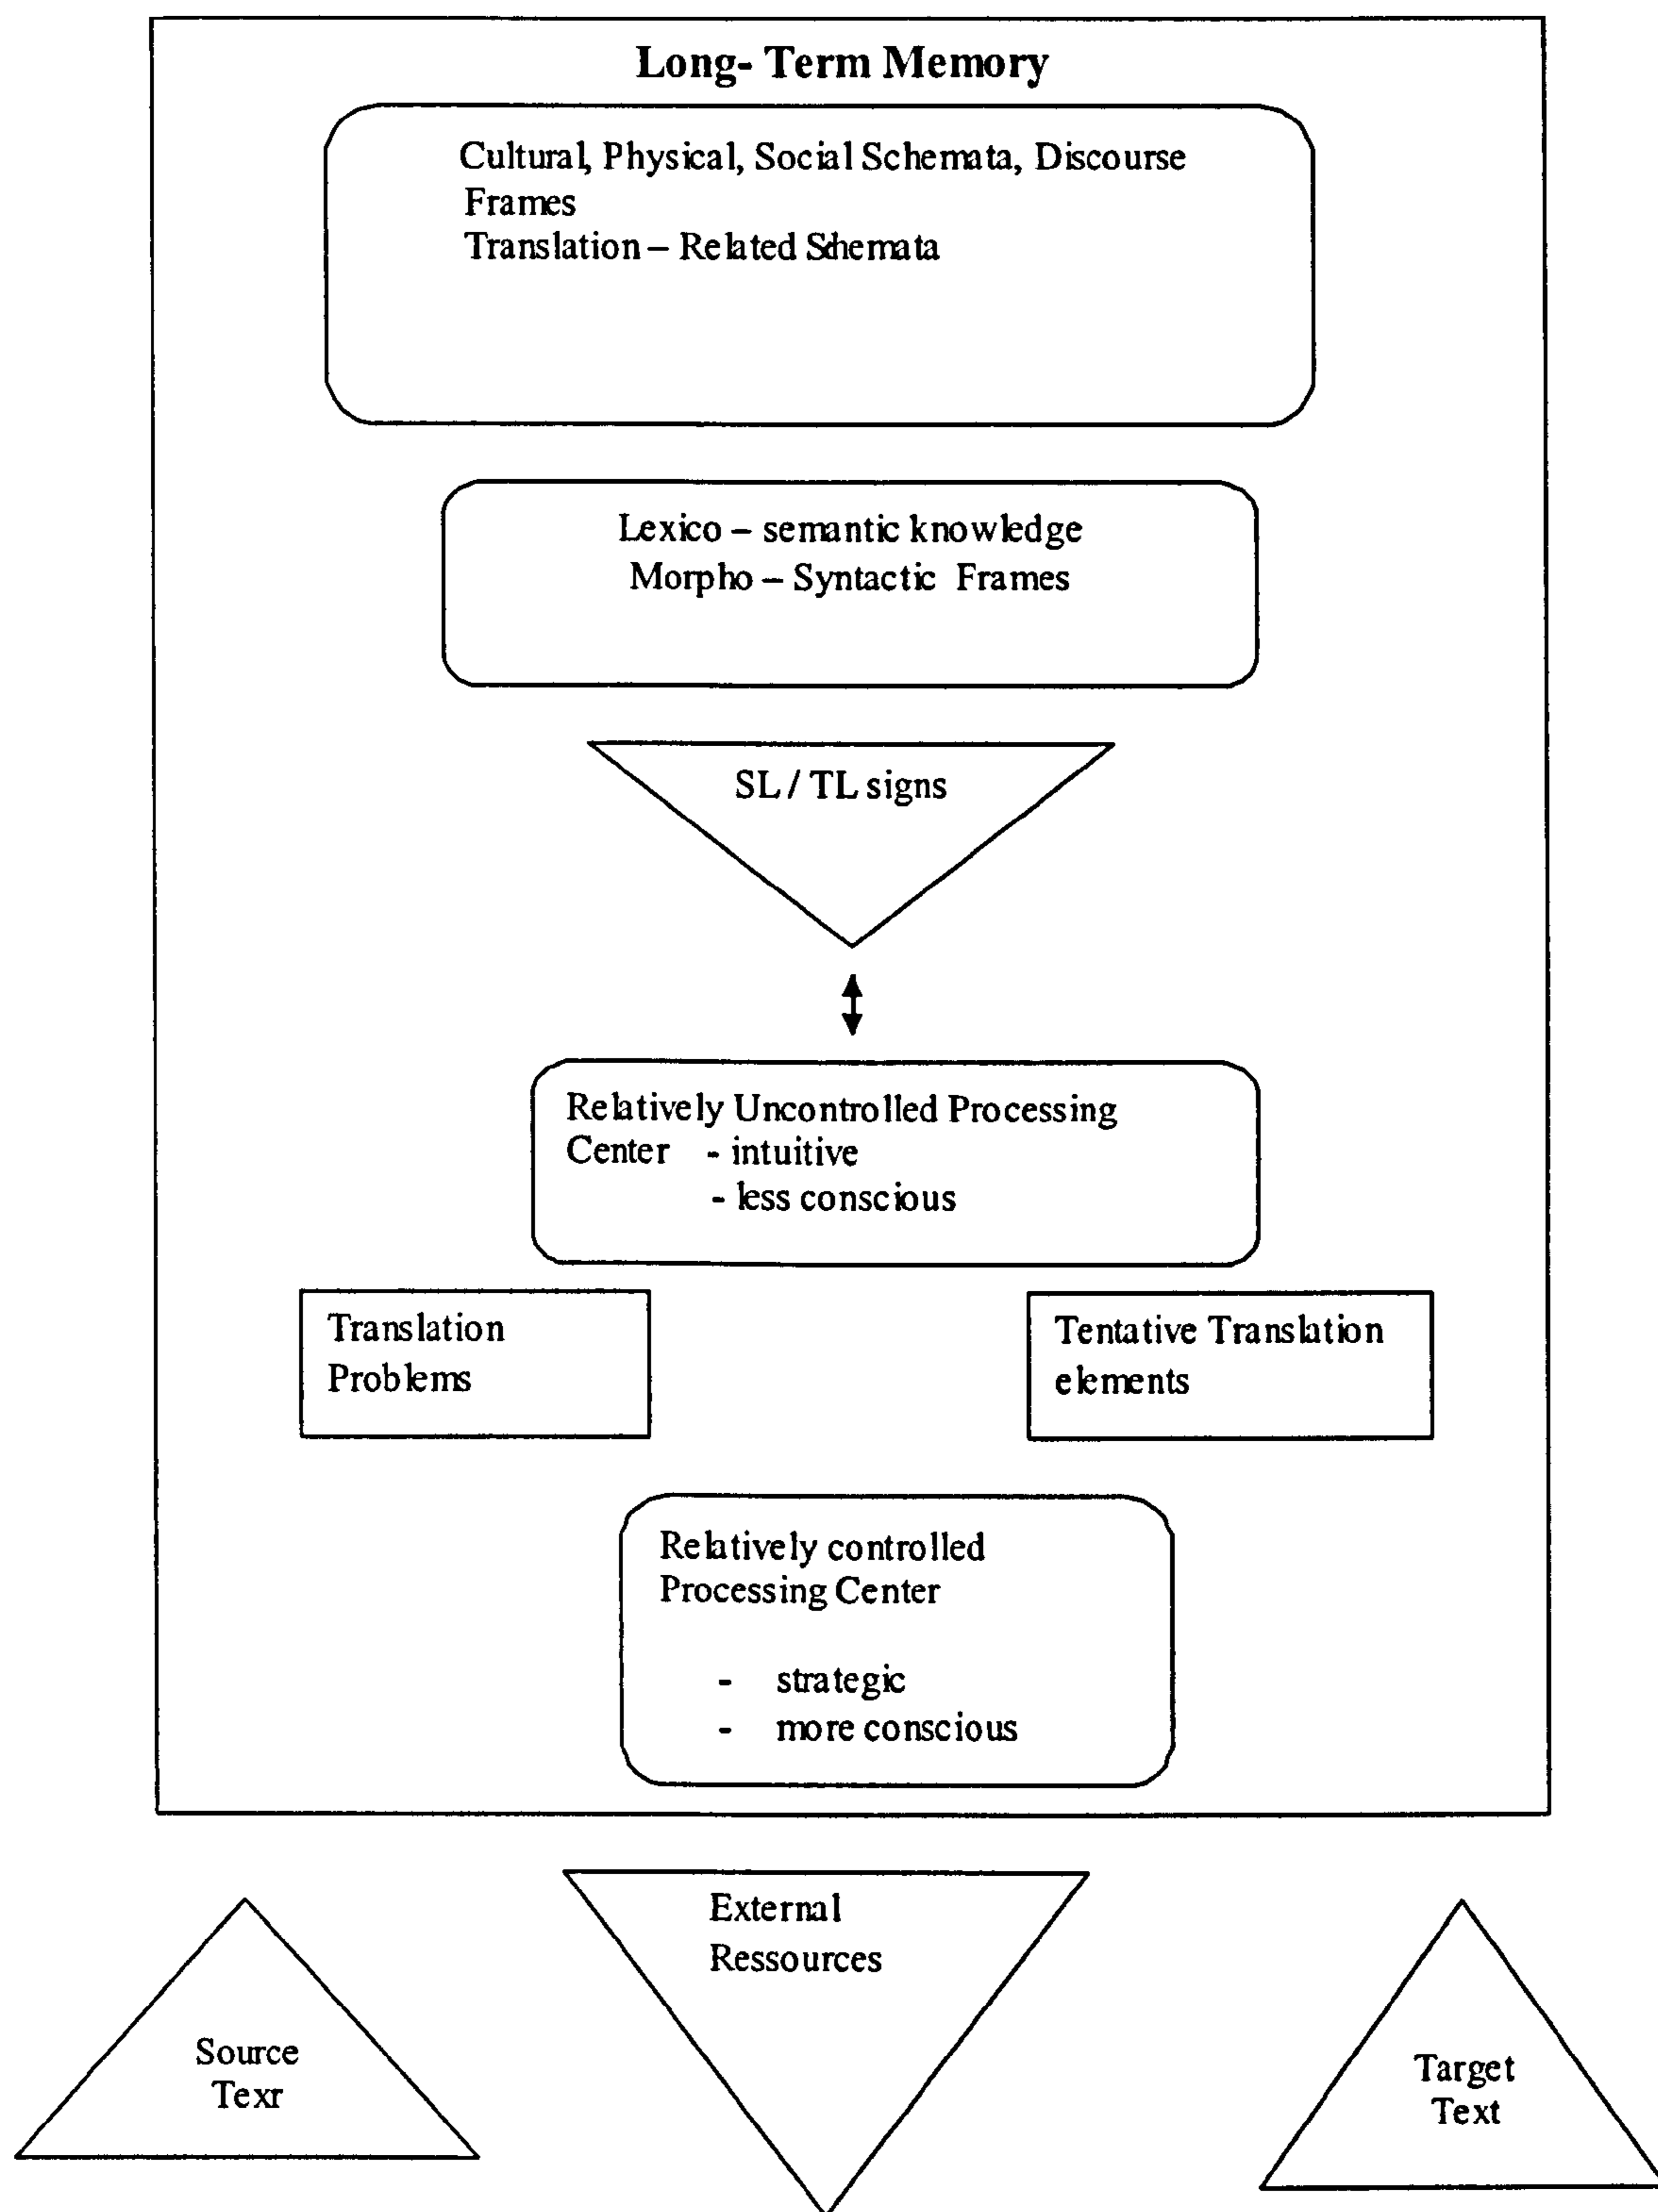 Long- Term Memory
Cultural, Physical, Social Schemata, Discourse
Frames
Translation – Related Schemata
Lexico – semantic knowledge
Morpho – Syntactic Frames
SL / TL signs
Relatively Uncontrolled Processing
Center - intuitive
- less conscious
Translation
Problems
Tentative Translation
elements
Relatively controlled
Processing Center
- strategic
- more conscious
External
Ressources
Source
Texr
Target
Text